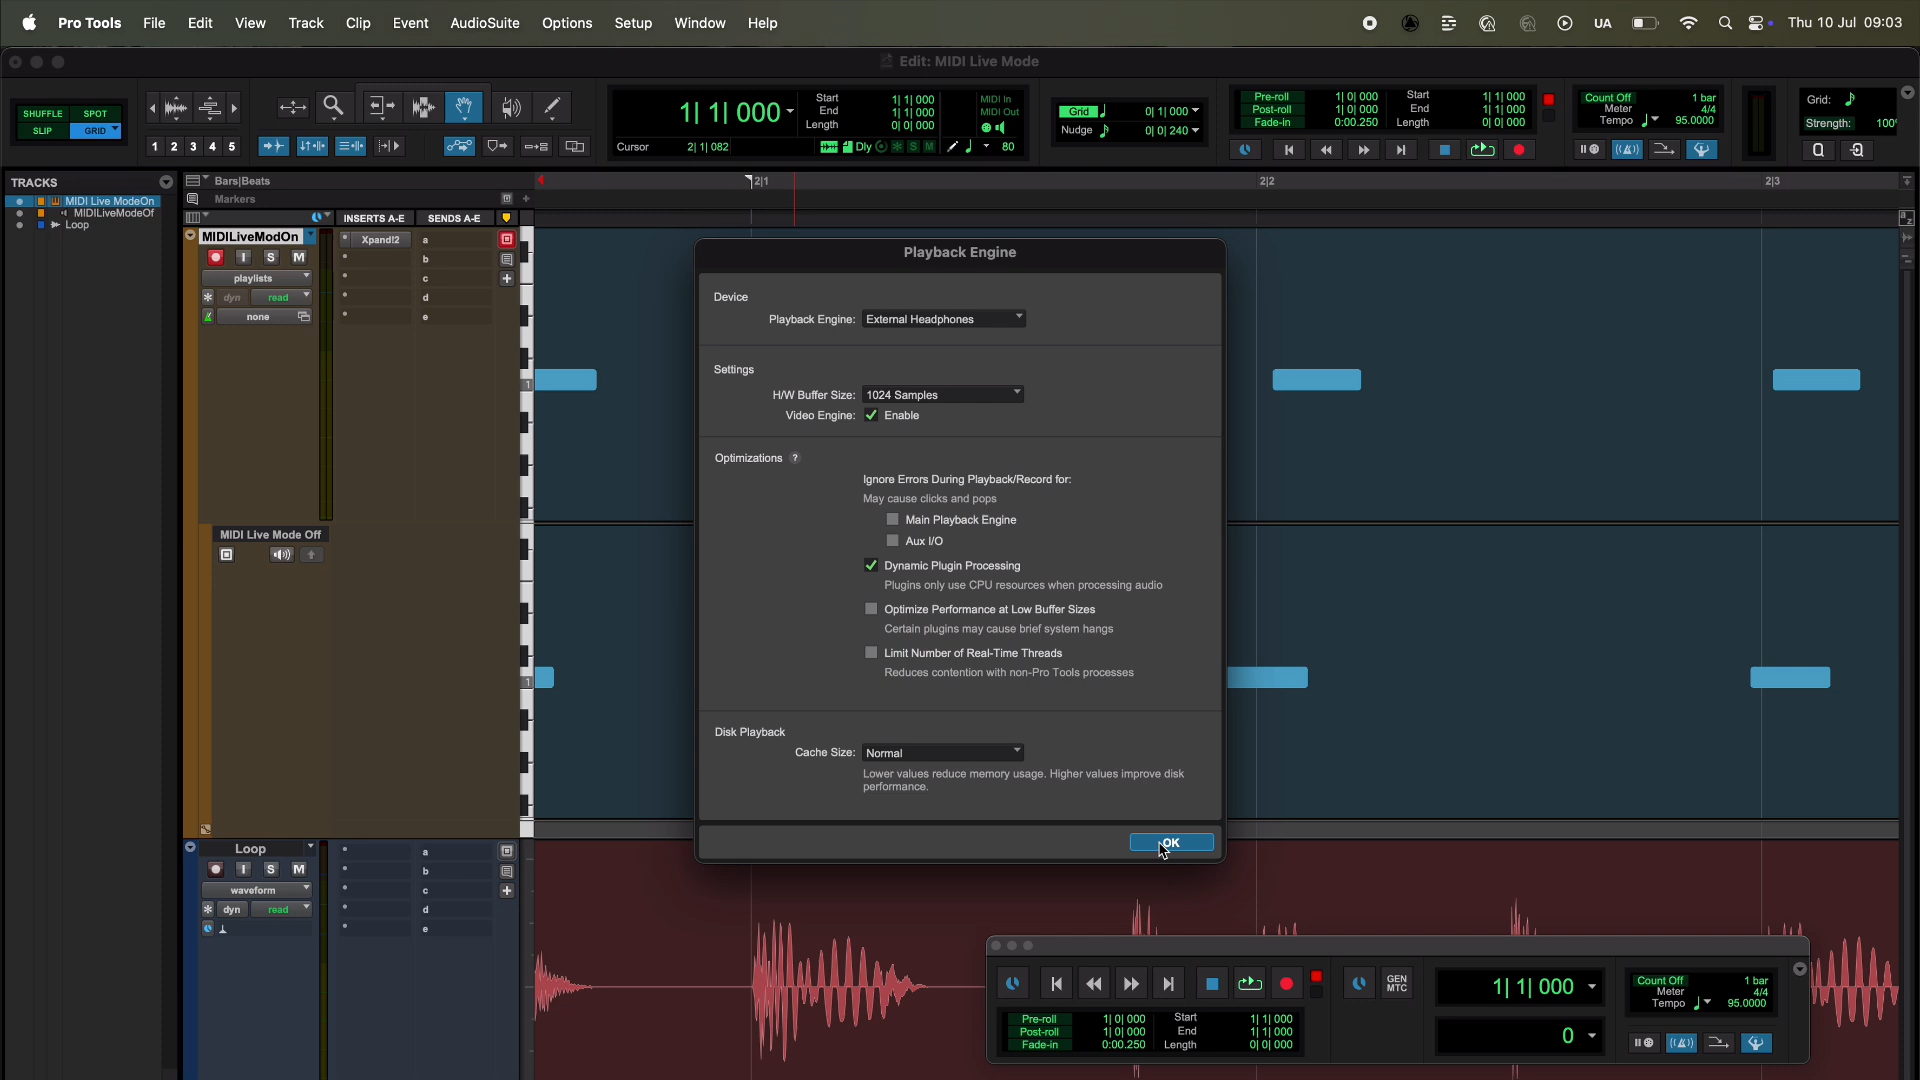 Pro Tools File Edit View Track Clip Event AudioSuite Options Setup Window Help UA Thu 10 Jul 09:03
Edit: MIDI Live Mode
SHUFFLE SPOT
SLIP GRID
1 2 3 4 5
1| 1| 000
Start 1| 1| 000
End 1| 1| 000
Length 0| 0| 000
MIDI In
MIDI Out
Cursor 2| 1| 082
Dly S M 80
Grid 0| 1| 000
Nudge 0| 0| 240
Pre-roll 1| 0| 000
Post-roll 1| 0| 000
Fade-in 0:00.250
Start 1| 1| 000
End 1| 1| 000
Length 0| 0| 000
Count Off 1 bar
Meter 4/4
Tempo 95.0000
Grid:
Strength: 100
Q
TRACKS
MIDI Live ModeOn
MIDILiveModeOf
Loop
Bars|Beats
Markers
2|1 2|2 2|3
INSERTS A-E SENDS A-E
MIDILiveModOn
I S M
playlists
dyn read
none
Xpand!2
a
b
c
d
e
1
MIDI Live Mode Off
1
Playback Engine
Device
Playback Engine: External Headphones
Settings
H/W Buffer Size: 1024 Samples
Video Engine: Enable
Optimizations ?
Ignore Errors During Playback/Record for:
May cause clicks and pops
Main Playback Engine
Aux I/O
Dynamic Plugin Processing
Plugins only use CPU resources when processing audio
Optimize Performance at Low Buffer Sizes
Certain plugins may cause brief system hangs
Limit Number of Real-Time Threads
Reduces contention with non-Pro Tools processes
Disk Playback
Cache Size: Normal
Lower values reduce memory usage. Higher values improve disk
performance.
OK
Loop
I S M
waveform
dyn read
a
b
c
d
e
GEN
MTC
1| 1| 000
0
Pre-roll 1| 0| 000
Post-roll 1| 0| 000
Fade-in 0:00.250
Start 1| 1| 000
End 1| 1| 000
Length 0| 0| 000
Count Off 1 bar
Meter 4/4
Tempo 95.0000